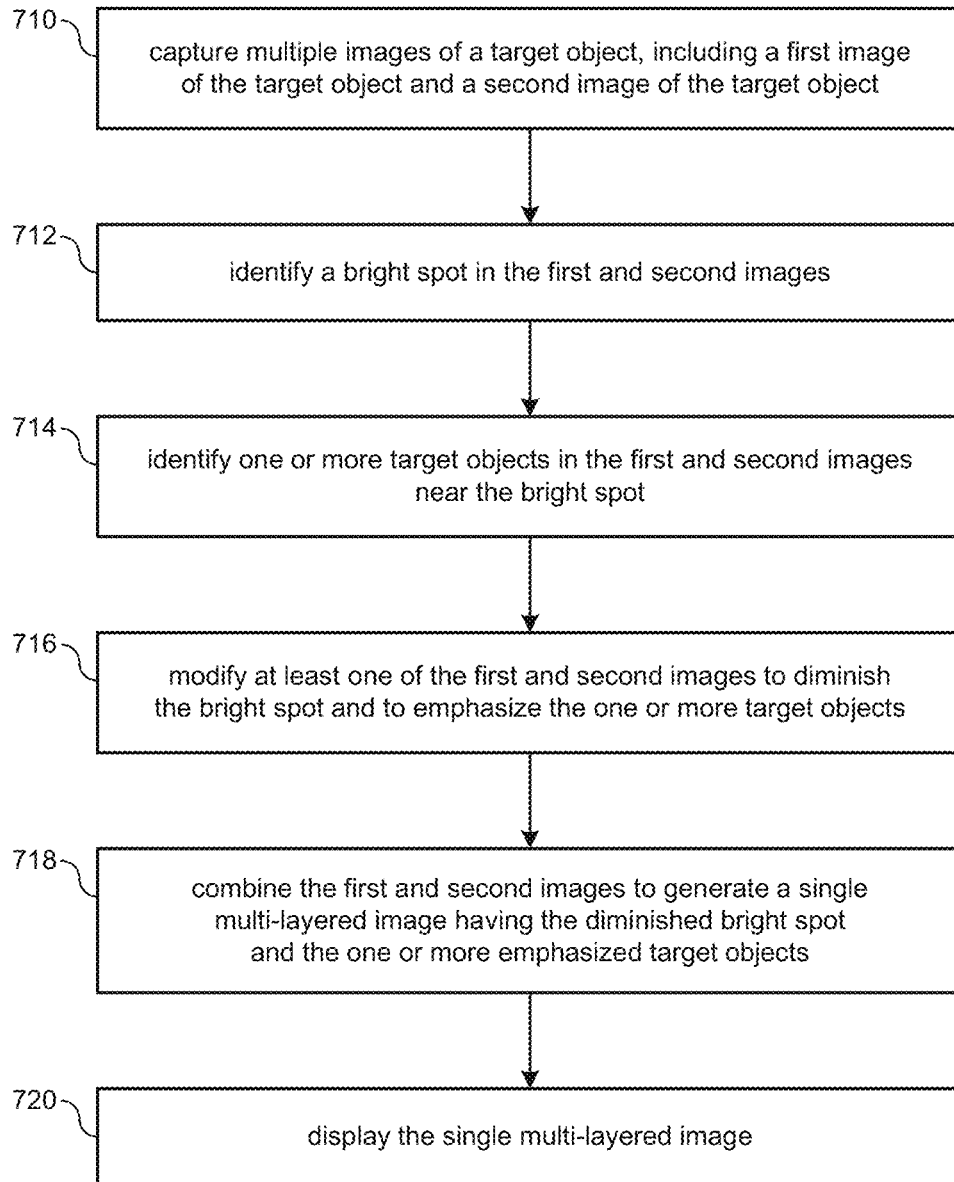 710
capture multiple images of a target object, including a first image
of the target object and a second image of the target object
712
identify a bright spot in the first and second images
714
identify one or more target objects in the first and second images
near the bright spot
716
modify at least one of the first and second images to diminish
the bright spot and to emphasize the one or more target objects
718
combine the first and second images to generate a single
multi-layered image having the diminished bright spot
and the one or more emphasized target objects
720
display the single multi-layered image